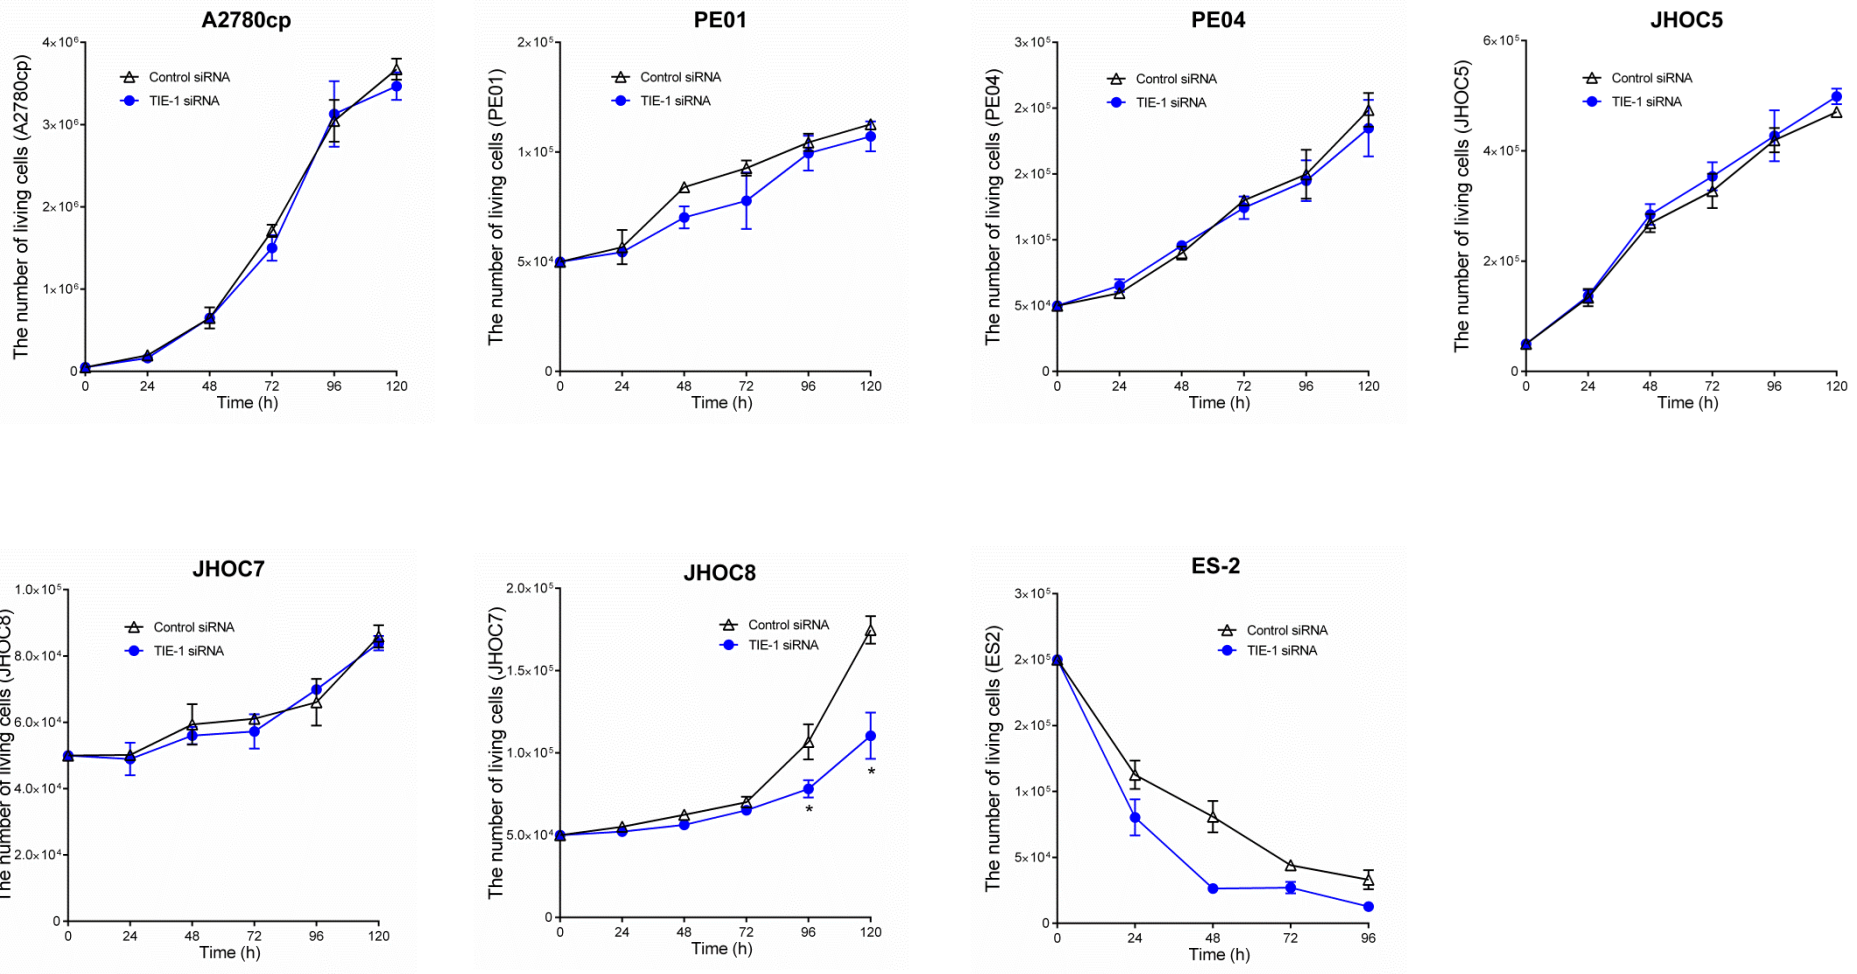 A2780cp
The number of living cells (A2780cp)
4×10⁶
3×10⁶
2×10⁶
1×10⁶
0
Control siRNA
TIE-1 siRNA
0 24 48 72 96 120
Time (h)
PE01
The number of living cells (PE01)
2×10⁵
1×10⁵
5×10⁴
0
Control siRNA
TIE-1 siRNA
0 24 48 72 96 120
Time (h)
PE04
The number of living cells (PE04)
3×10⁵
2×10⁵
2×10⁵
1×10⁵
5×10⁴
0
Control siRNA
TIE-1 siRNA
0 24 48 72 96 120
Time (h)
JHOC5
The number of living cells (JHOC5)
6×10⁵
4×10⁵
2×10⁵
0
Control siRNA
TIE-1 siRNA
0 24 48 72 96 120
Time (h)
JHOC7
The number of living cells (JHOC8)
1.0×10⁵
8.0×10⁴
6.0×10⁴
4.0×10⁴
2.0×10⁴
0
Control siRNA
TIE-1 siRNA
0 24 48 72 96 120
Time (h)
JHOC8
The number of living cells (JHOC7)
2.0×10⁵
1.5×10⁵
1.0×10⁵
5.0×10⁴
0
Control siRNA
TIE-1 siRNA
*
*
0 24 48 72 96 120
Time (h)
ES-2
The number of living cells (ES2)
3×10⁵
2×10⁵
2×10⁵
1×10⁵
5×10⁴
0
Control siRNA
TIE-1 siRNA
0 24 48 72 96
Time (h)